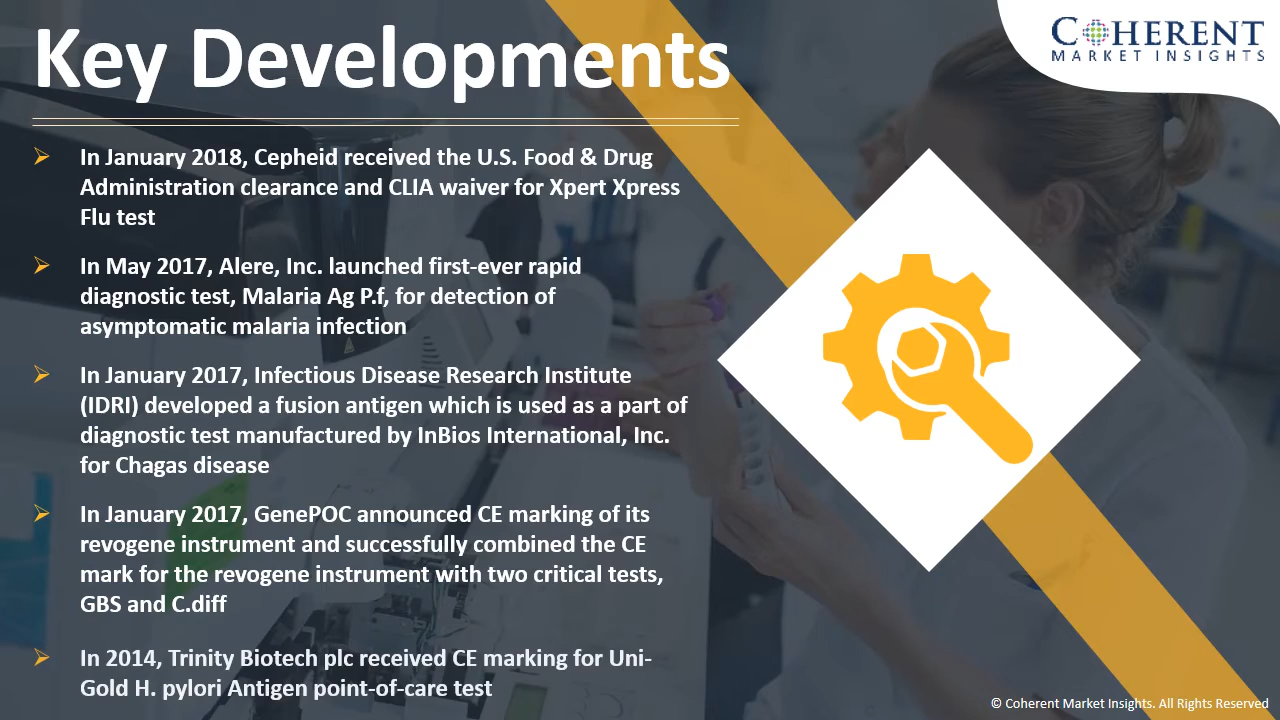 Key Developments
COHERENT
MARKET INSIGHTS
In January 2018, Cepheid received the U.S. Food & Drug
Administration clearance and CLIA waiver for Xpert Xpress
Flu test
In May 2017, Alere, Inc. launched first-ever rapid
diagnostic test, Malaria Ag P.f, for detection of
asymptomatic malaria infection
In January 2017, Infectious Disease Research Institute
(IDRI) developed a fusion antigen which is used as a part of
diagnostic test manufactured by InBios International, Inc.
for Chagas disease
In January 2017, GenePOC announced CE marking of its
revogene instrument and successfully combined the CE
mark for the revogene instrument with two critical tests,
GBS and C.diff
In 2014, Trinity Biotech plc received CE marking for Uni-
Gold H. pylori Antigen point-of-care test
© Coherent Market Insights. All Rights Reserved